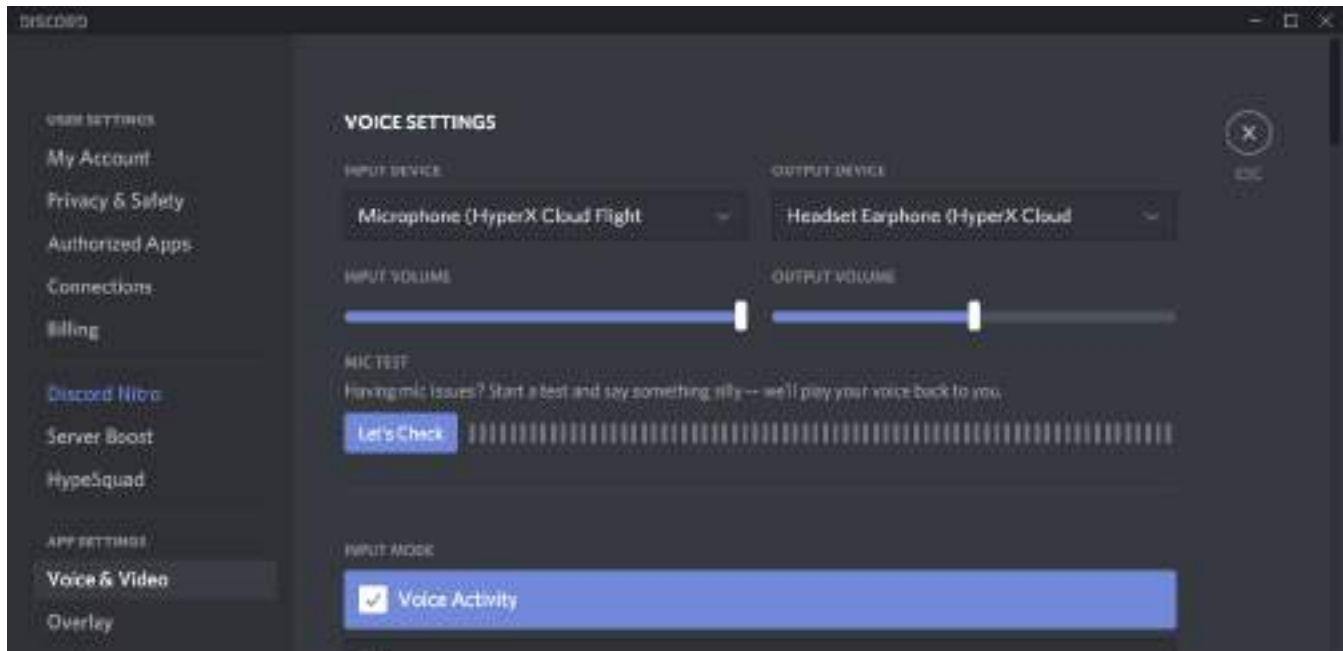 DISCORD
USER SETTINGS
My Account
Privacy & Safety
Authorized Apps
Connections
Billing
Discord Nitro
Server Boost
HypeSquad
APP SETTINGS
Voice & Video
Overlay
VOICE SETTINGS
INPUT DEVICE
Microphone (HyperX Cloud Flight
OUTPUT DEVICE
Headset Earphone (HyperX Cloud
INPUT VOLUME
OUTPUT VOLUME
MIC TEST
Having mic issues? Start a test and say something silly -- we'll play your voice back to you.
Let's Check
INPUT MODE
Voice Activity
ESC